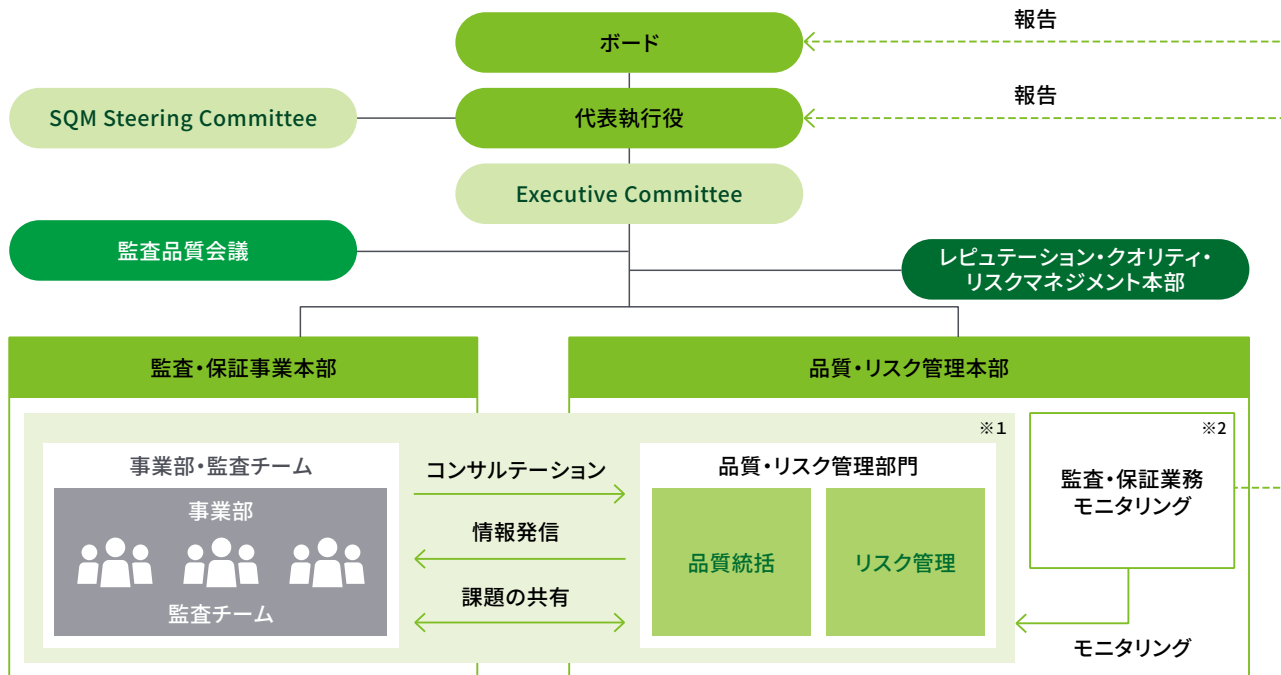 報告
ボード
報告
SQM Steering Committee
代表執行役
Executive Committee
監査品質会議
レピュテーション・クオリティ・
リスクマネジメント本部
監査・保証事業本部
品質・リスク管理本部
※1
※2
事業部・監査チーム
事業部
監査チーム
コンサルテーション
情報発信
課題の共有
品質・リスク管理部門
品質統括
リスク管理
監査・保証業務
モニタリング
モニタリング